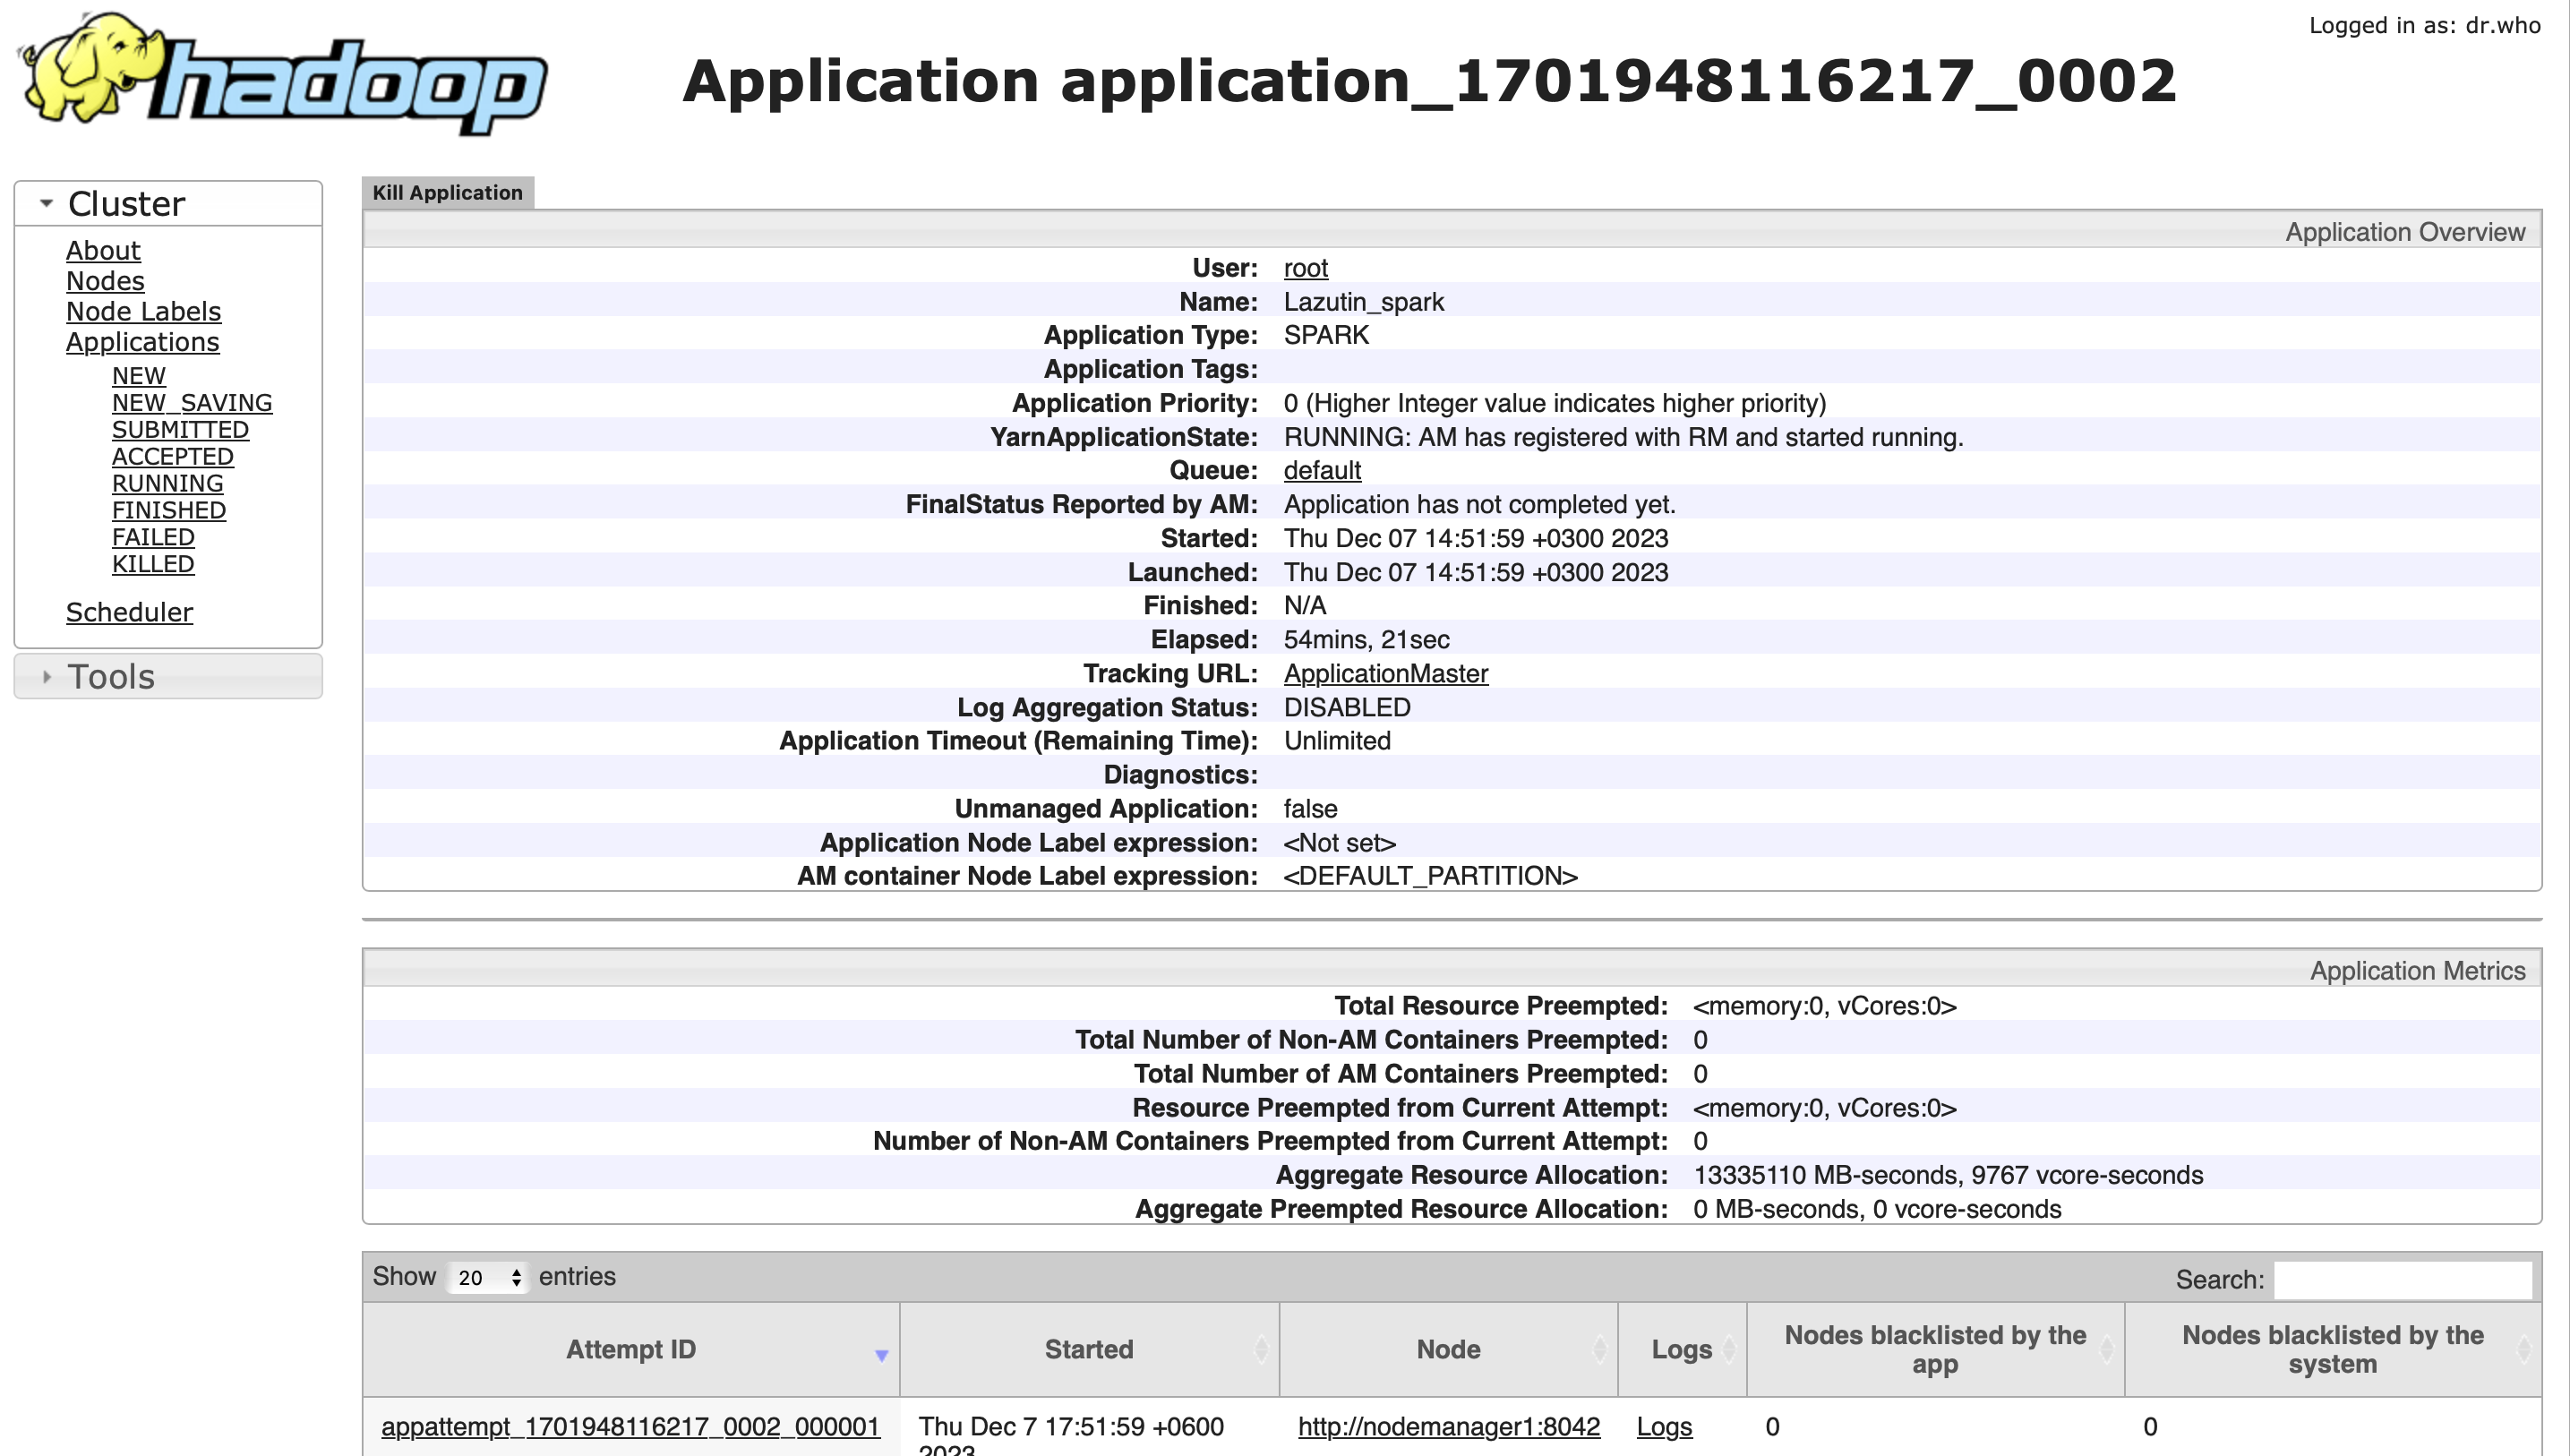 Logged in as: dr.who
hadoop
Application application_1701948116217_0002
Cluster
About
Nodes
Node Labels
Applications
NEW
NEW_SAVING
SUBMITTED
ACCEPTED
RUNNING
FINISHED
FAILED
KILLED
Scheduler
Tools
Kill Application
Application Overview
User: root
Name: Lazutin_spark
Application Type: SPARK
Application Tags:
Application Priority: 0 (Higher Integer value indicates higher priority)
YarnApplicationState: RUNNING: AM has registered with RM and started running.
Queue: default
FinalStatus Reported by AM: Application has not completed yet.
Started: Thu Dec 07 14:51:59 +0300 2023
Launched: Thu Dec 07 14:51:59 +0300 2023
Finished: N/A
Elapsed: 54mins, 21sec
Tracking URL: ApplicationMaster
Log Aggregation Status: DISABLED
Application Timeout (Remaining Time): Unlimited
Diagnostics:
Unmanaged Application: false
Application Node Label expression: <Not set>
AM container Node Label expression: <DEFAULT_PARTITION>
Application Metrics
Total Resource Preempted: <memory:0, vCores:0>
Total Number of Non-AM Containers Preempted: 0
Total Number of AM Containers Preempted: 0
Resource Preempted from Current Attempt: <memory:0, vCores:0>
Number of Non-AM Containers Preempted from Current Attempt: 0
Aggregate Resource Allocation: 13335110 MB-seconds, 9767 vcore-seconds
Aggregate Preempted Resource Allocation: 0 MB-seconds, 0 vcore-seconds
Show 20 entries Search:
Attempt ID Started Node Logs Nodes blacklisted by the app Nodes blacklisted by the system
appattempt_1701948116217_0002_000001 Thu Dec 7 17:51:59 +0600 http://nodemanager1:8042 Logs 0 0
2023